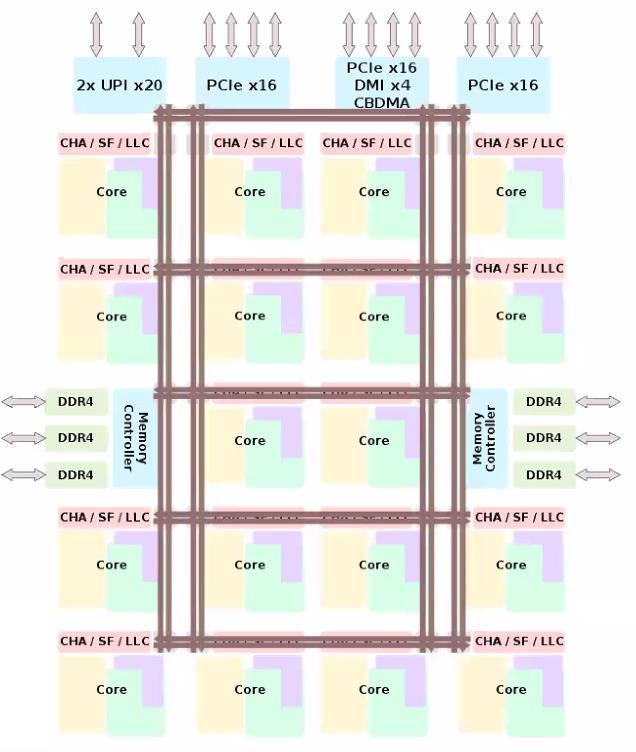 2x UPI x20
PCIe x16
PCIe x16
DMI x4
CBDMA
PCIe x16
CHA / SF / LLC
CHA / SF / LLC
CHA / SF / LLC
CHA / SF / LLC
Core
Core
Core
Core
CHA / SF / LLC
CHA / SF / LLC
Core
Core
Core
Core
DDR4
DDR4
DDR4
Memory
Controller
Core
Core
Memory
Controller
DDR4
DDR4
DDR4
CHA / SF / LLC
CHA / SF / LLC
Core
Core
Core
Core
CHA / SF / LLC
CHA / SF / LLC
Core
Core
Core
Core